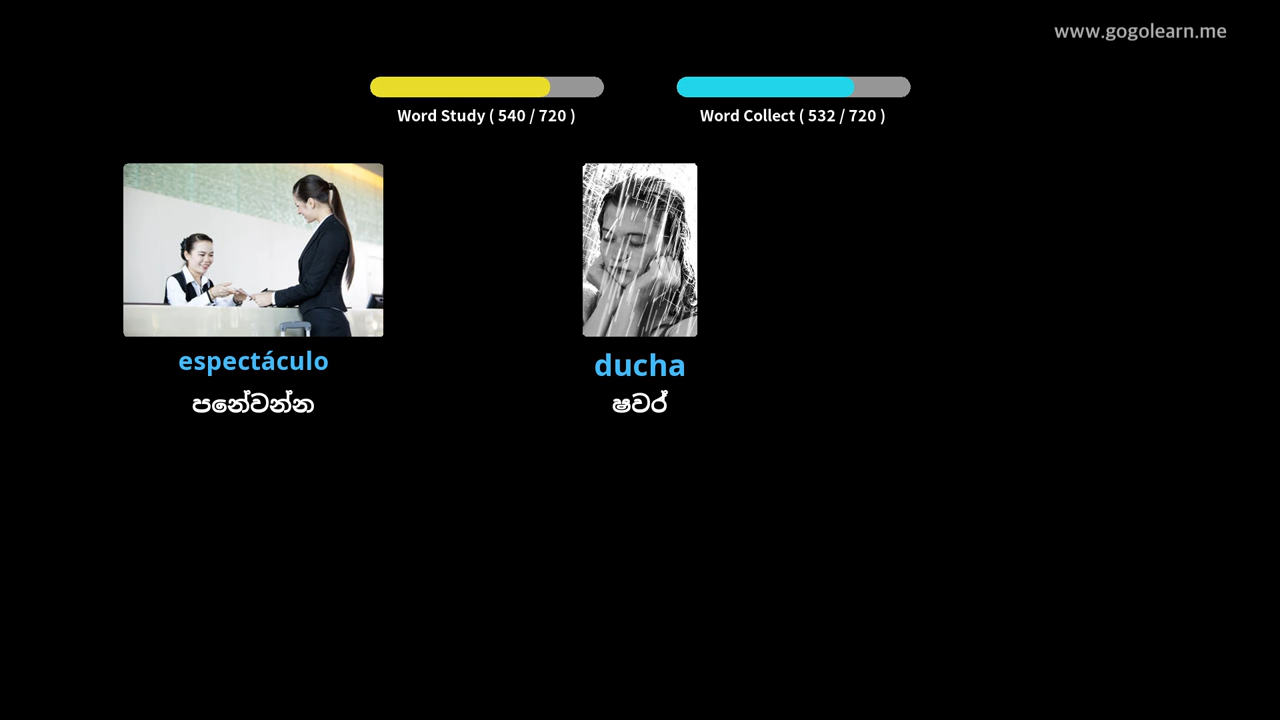 www.gogolearn.me
Word Study ( 540 / 720 )
Word Collect ( 532 / 720 )
espectáculo
ducha
පනේවන්න
ෂවර්